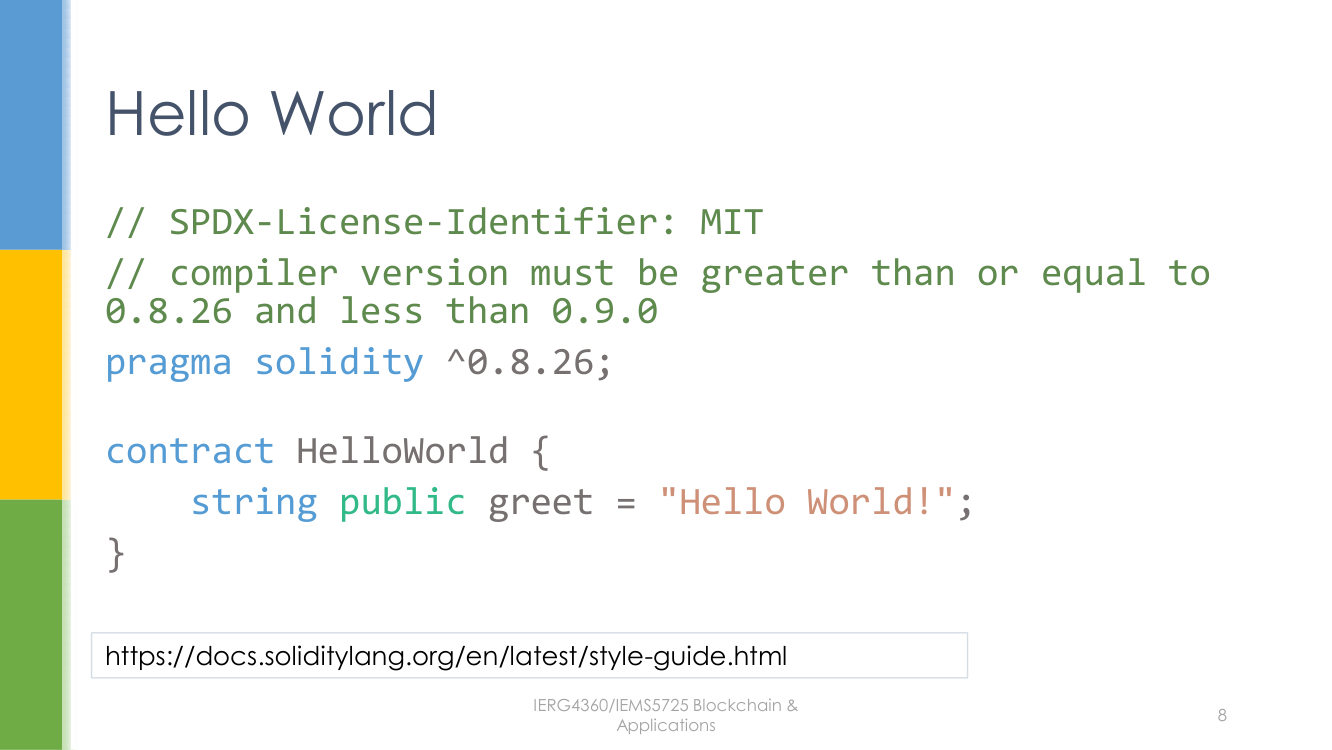 Hello World
// SPDX-License-Identifier: MIT
// compiler version must be greater than or equal to
0.8.26 and less than 0.9.0
pragma solidity ^0.8.26;
contract HelloWorld {
    string public greet = "Hello World!";
}
https://docs.soliditylang.org/en/latest/style-guide.html
IERG4360/IEMS5725 Blockchain &
Applications
8